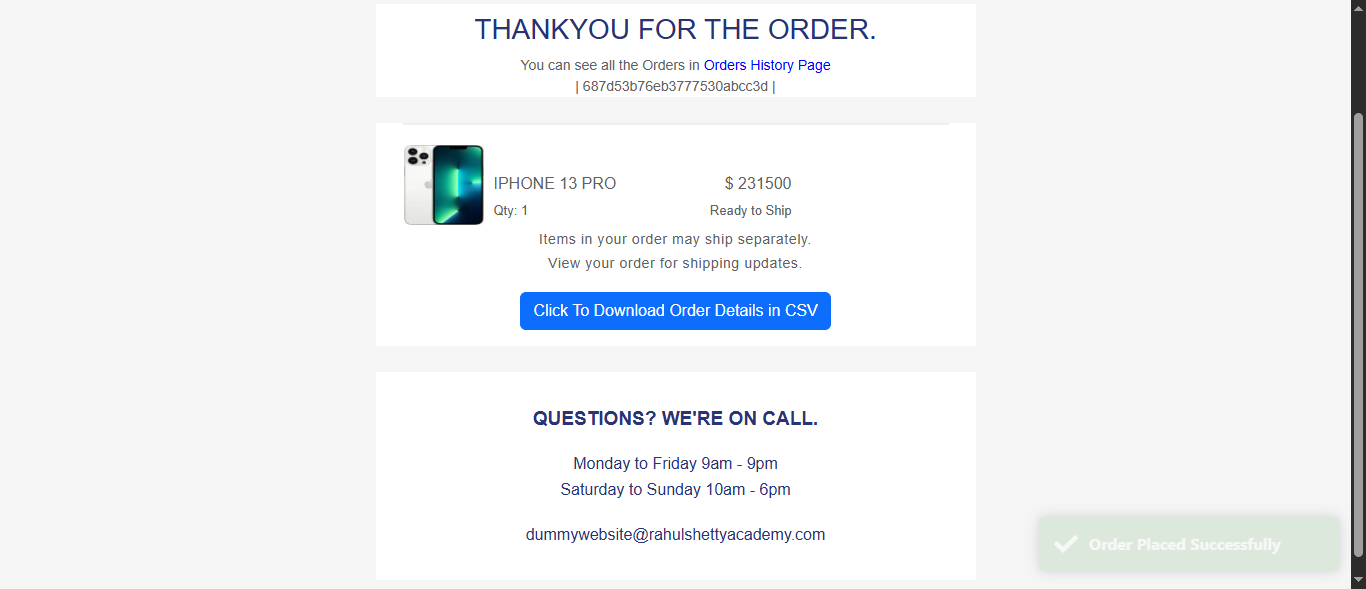 THANKYOU FOR THE ORDER.
You can see all the Orders in Orders History Page
| 687d53b76eb3777530abcc3d |
IPHONE 13 PRO
$ 231500
Qty: 1
Ready to Ship
Items in your order may ship separately.
View your order for shipping updates.
Click To Download Order Details in CSV
QUESTIONS? WE'RE ON CALL.
Monday to Friday 9am - 9pm
Saturday to Sunday 10am - 6pm
dummywebsite@rahulshettyacademy.com
Order Placed Successfully